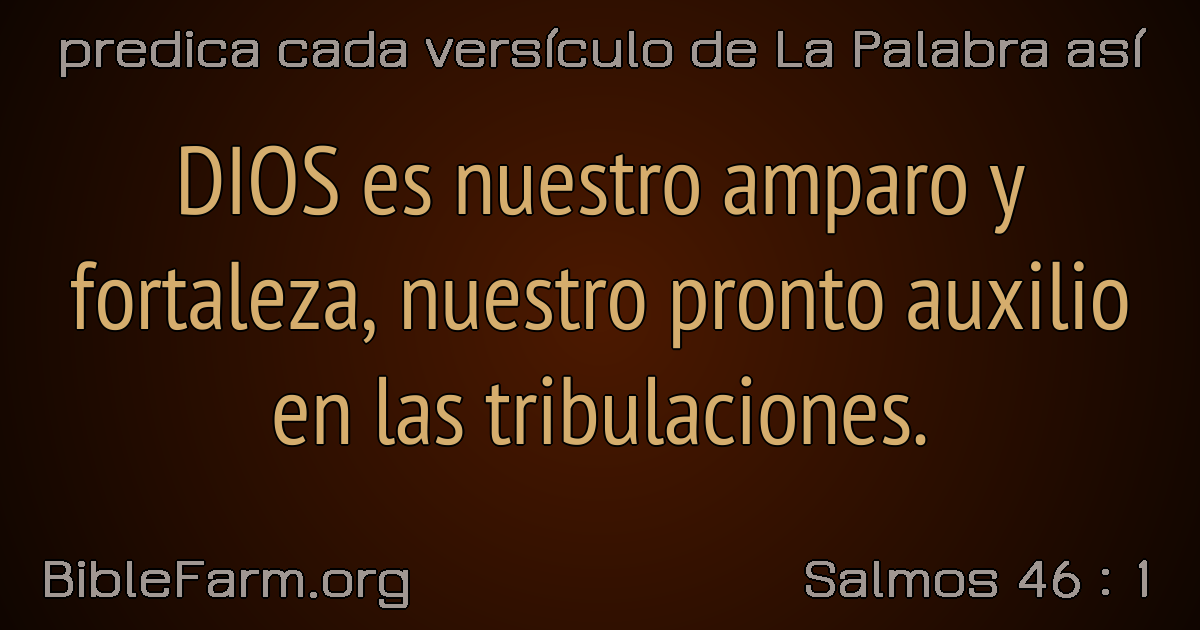 predica cada versículo de La Palabra así
DIOS es nuestro amparo y
fortaleza, nuestro pronto auxilio
en las tribulaciones.
BibleFarm.org
Salmos 46 : 1